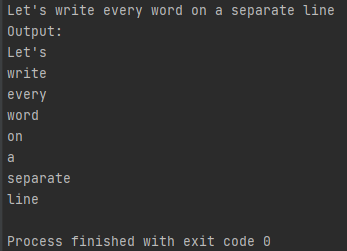 Let's write every word on a separate line
Output:
Let's
write
every
word
on
a
separate
line

Process finished with exit code 0